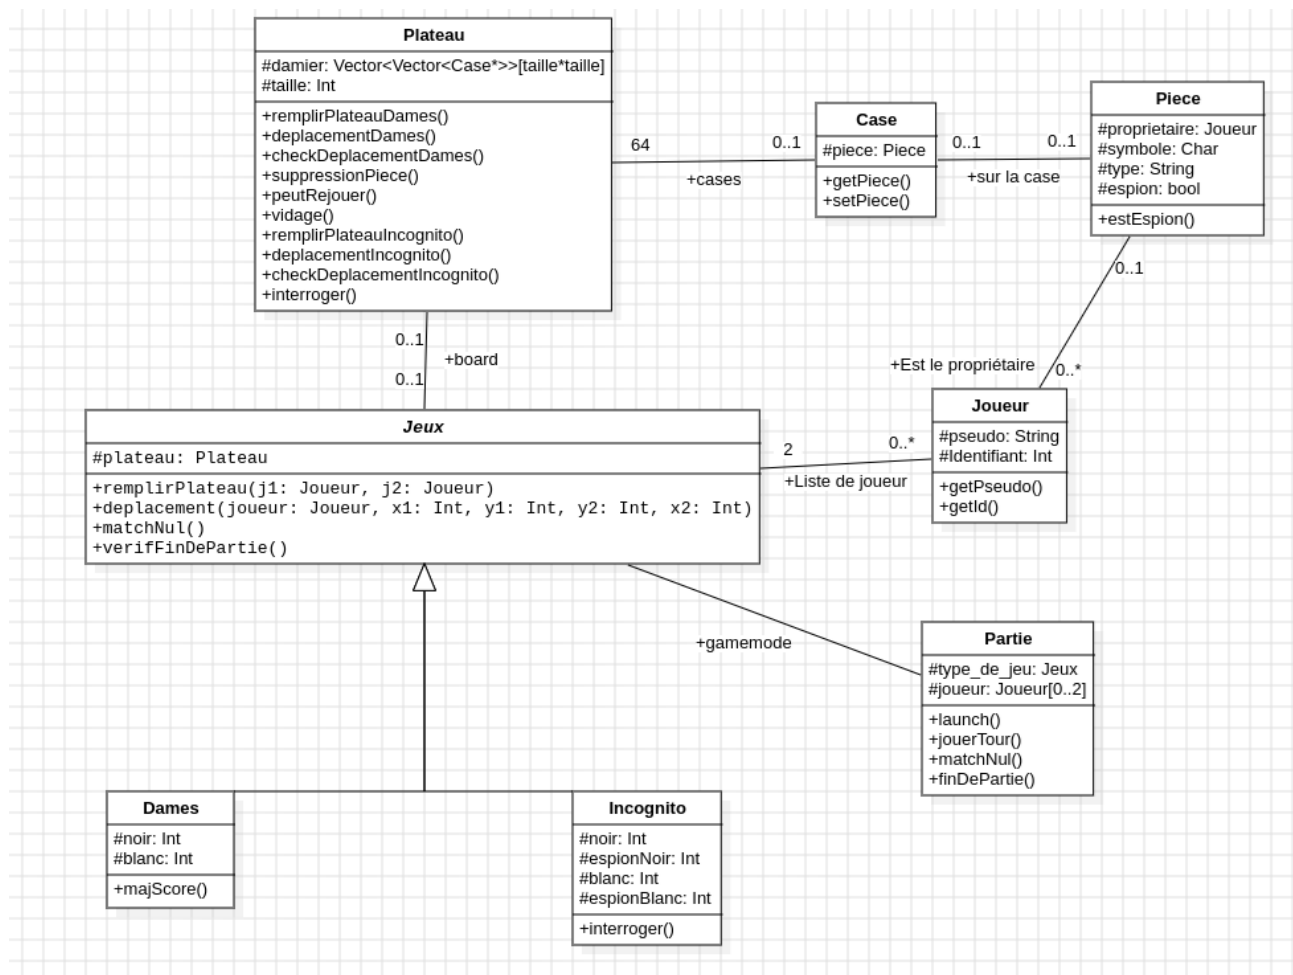 Plateau
#damier: Vector<Vector<Case*>>[taille*taille]
#taille: Int
+remplirPlateauDames()
+deplacementDames()
+checkDeplacementDames()
+suppressionPiece()
+peutRejouer()
+vidage()
+remplirPlateauIncognito()
+deplacementIncognito()
+checkDeplacementIncognito()
+interroger()
64
0..1
+cases
Case
#piece: Piece
+getPiece()
+setPiece()
0..1
0..1
+sur la case
Piece
#proprietaire: Joueur
#symbole: Char
#type: String
#espion: bool
+estEspion()
0..1
+Est le propriétaire
0..*
0..1
+board
0..1
Jeux
#plateau: Plateau
+remplirPlateau(j1: Joueur, j2: Joueur)
+deplacement(joueur: Joueur, x1: Int, y1: Int, y2: Int, x2: Int)
+matchNul()
+verifFinDePartie()
2
0..*
+Liste de joueur
Joueur
#pseudo: String
#Identifiant: Int
+getPseudo()
+getId()
+gamemode
Partie
#type_de_jeu: Jeux
#joueur: Joueur[0..2]
+launch()
+jouerTour()
+matchNul()
+finDePartie()
Dames
#noir: Int
#blanc: Int
+majScore()
Incognito
#noir: Int
#espionNoir: Int
#blanc: Int
#espionBlanc: Int
+interroger()